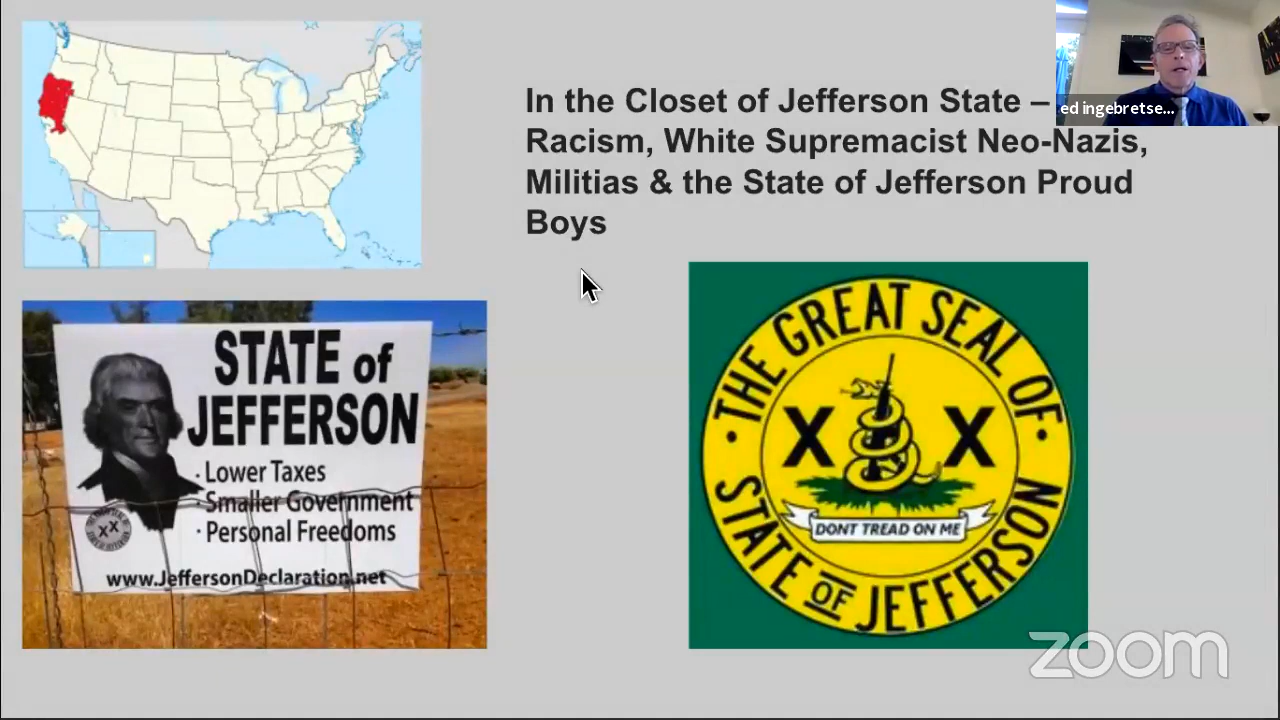 In the Closet of Jefferson State –
Racism, White Supremacist Neo-Nazis,
Militias & the State of Jefferson Proud
Boys
ed ingebretse...
STATE of
JEFFERSON
· Lower Taxes
· Smaller Government
· Personal Freedoms
XX
www.JeffersonDeclaration.net
· THE GREAT SEAL OF ·
X X
DONT TREAD ON ME
STATE OF JEFFERSON
zoom